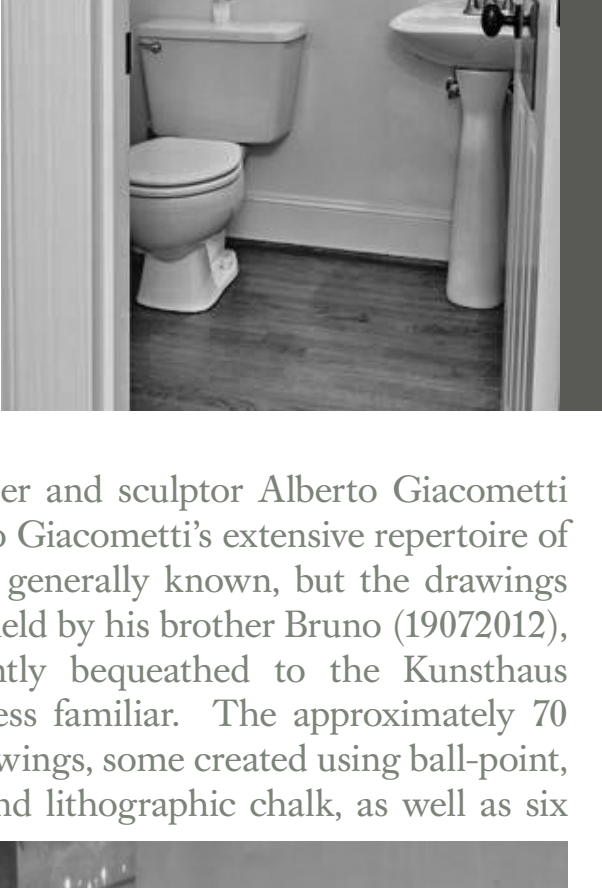 er and sculptor Alberto Giacometti
o Giacometti’s extensive repertoire of
generally known, but the drawings
eld by his brother Bruno (19072012),
ntly bequeathed to the Kunsthaus
ess familiar. The approximately 70
wings, some created using ball-point,
nd lithographic chalk, as well as six